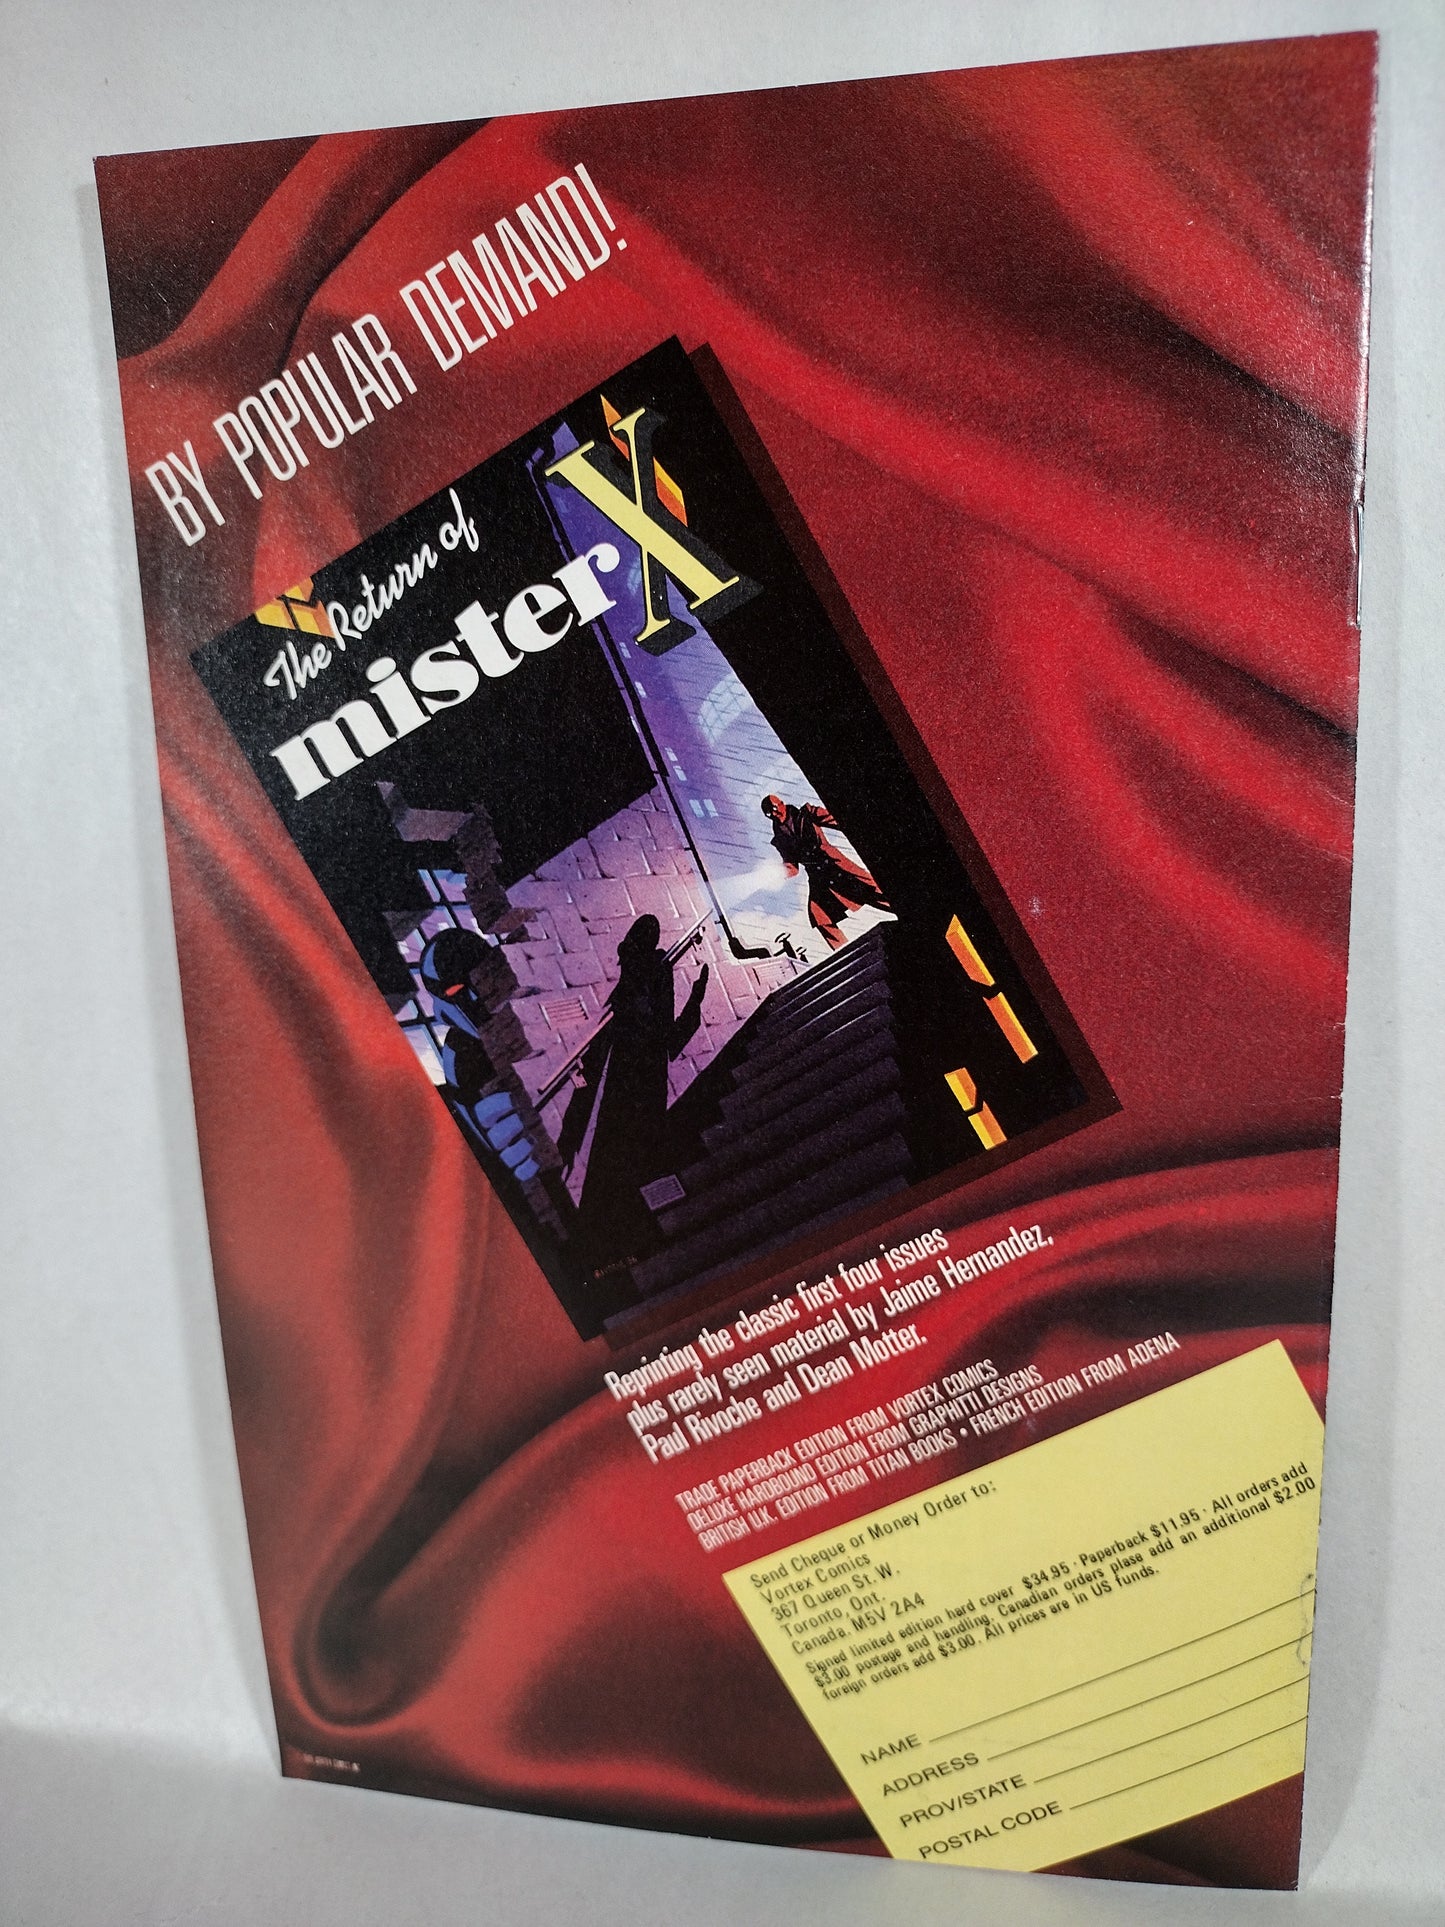 BY POPULAR DEMAND!
The Return of
mister X
Reprinting the classic first four issues
plus rarely seen material by Jaime Hernandez,
Paul Rivoche and Dean Motter.
TRADE PAPERBACK EDITION FROM VORTEX COMICS
DELUXE HARDBOUND EDITION FROM GRAPHITTI DESIGNS
BRITISH U.K. EDITION FROM TITAN BOOKS • FRENCH EDITION FROM ADENA
Send Cheque or Money Order to:
Vortex Comics
367 Queen St. W.
Toronto, Ont.
Canada, M5V 2A4
Signed limited edition hard cover $34.95 · Paperback $11.95 · All orders add
$3.00 postage and handling. Canadian orders plase add an additional $2.00
foreign orders add $3.00. All prices are in US funds.
NAME
ADDRESS
PROV/STATE
POSTAL CODE